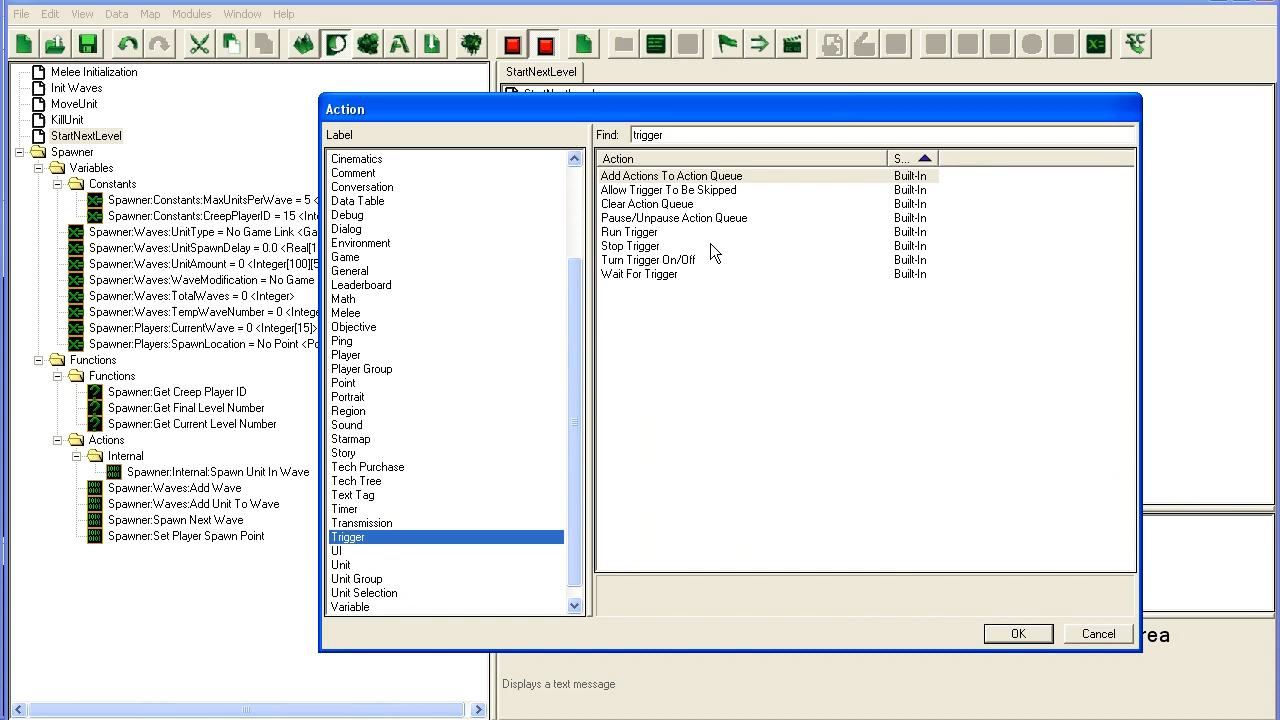 File Edit View Data Map Modules Window Help
Melee Initialization
Init Waves
MoveUnit
KillUnit
StartNextLevel
Spawner
Variables
Constants
Spawner:Constants:MaxUnitsPerWave = 5 <
Spawner:Constants:CreepPlayerID = 15 <Integ
Spawner:Waves:UnitType = No Game Link <Ga
Spawner:Waves:UnitSpawnDelay = 0.0 <Real[1
Spawner:Waves:UnitAmount = 0 <Integer[100][5
Spawner:Waves:WaveModification = No Game
Spawner:Waves:TotalWaves = 0 <Integer>
Spawner:Waves:TempWaveNumber = 0 <Intege
Spawner:Players:CurrentWave = 0 <Integer[15]>
Spawner:Players:SpawnLocation = No Point <Po
Functions
Functions
Spawner:Get Creep Player ID
Spawner:Get Final Level Number
Spawner:Get Current Level Number
Actions
Internal
Spawner:Internal:Spawn Unit In Wave
Spawner:Waves:Add Wave
Spawner:Waves:Add Unit To Wave
Spawner:Spawn Next Wave
Spawner:Set Player Spawn Point
StartNextLevel
Action
Label
Cinematics
Comment
Conversation
Data Table
Debug
Dialog
Environment
Game
General
Leaderboard
Math
Melee
Objective
Ping
Player
Player Group
Point
Portrait
Region
Sound
Starmap
Story
Tech Purchase
Tech Tree
Text Tag
Timer
Transmission
Trigger
UI
Unit
Unit Group
Unit Selection
Variable
Find: trigger
Action S...
Add Actions To Action Queue Built-In
Allow Trigger To Be Skipped Built-In
Clear Action Queue Built-In
Pause/Unpause Action Queue Built-In
Run Trigger Built-In
Stop Trigger Built-In
Turn Trigger On/Off Built-In
Wait For Trigger Built-In
OK Cancel
rea
Displays a text message